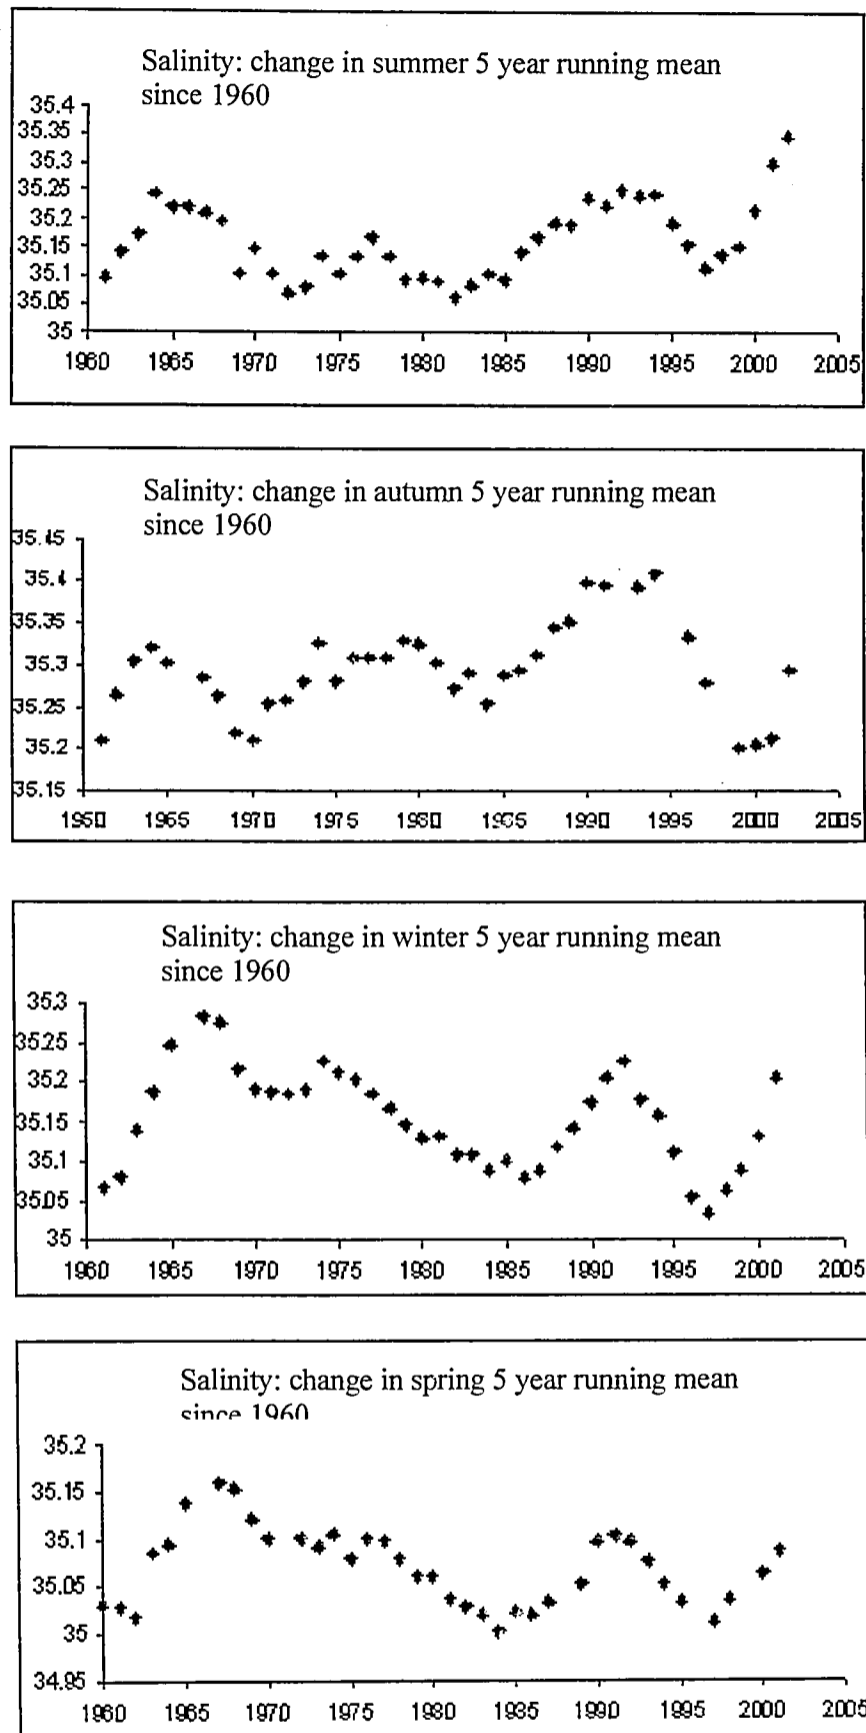 Salinity: change in summer 5 year running mean
since 1960
35.4
35.35
35.3
35.25
35.2
35.15
35.1
35.05
35
1960 1965 1970 1975 1980 1985 1990 1995 2000 2005
Salinity: change in autumn 5 year running mean
since 1960
35.45
35.4
35.35
35.3
35.25
35.2
35.15
1960 1965 1970 1975 1980 1985 1990 1995 2000 2005
Salinity: change in winter 5 year running mean
since 1960
35.3
35.25
35.2
35.15
35.1
35.05
35
1960 1965 1970 1975 1980 1985 1990 1995 2000 2005
Salinity: change in spring 5 year running mean
since 1960
35.2
35.15
35.1
35.05
35
34.95
1960 1965 1970 1975 1980 1985 1990 1995 2000 2005